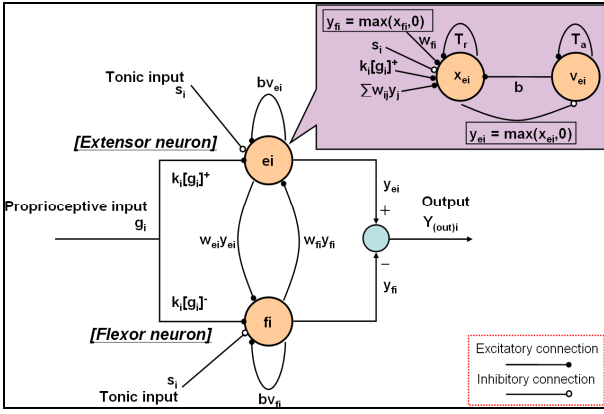 y_fi = max(x_fi,0)
s_i
w_fi
T_r
T_a
k_i[g_i]⁺
x_ei
b
v_ei
∑w_ij y_j
y_ei = max(x_ei,0)
Tonic input
s_i
bv_ei
[Extensor neuron]
ei
k_i[g_i]⁺
y_ei
Proprioceptive input
g_i
w_ei y_ei
w_fi y_fi
+
Output
Y_(out)i
−
k_i[g_i]⁻
y_fi
[Flexor neuron]
fi
s_i
Tonic input
bv_fi
Excitatory connection
Inhibitory connection